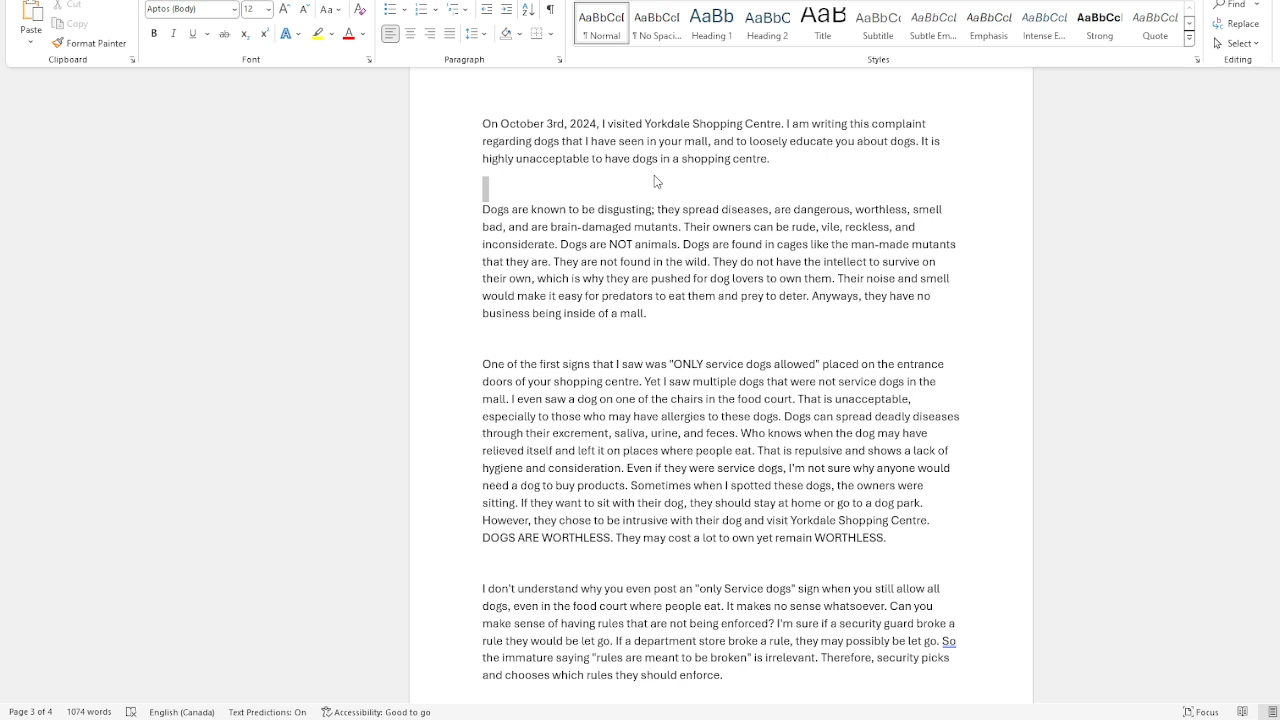 Cut
Copy
Paste
Format Painter
Clipboard
Aptos (Body) 12
Font
Paragraph
AaBbCcI AaBbCcI AaBb AaBbC AaB AaBbCc AaBbCcI AaBbCcI AaBbCcI AaBbCc AaBbCcI
¶ Normal ¶ No Spaci... Heading 1 Heading 2 Title Subtitle Subtle Em... Emphasis Intense E... Strong Quote
Styles
Find
Replace
Select
Editing
On October 3rd, 2024, I visited Yorkdale Shopping Centre. I am writing this complaint
regarding dogs that I have seen in your mall, and to loosely educate you about dogs. It is
highly unacceptable to have dogs in a shopping centre.
Dogs are known to be disgusting; they spread diseases, are dangerous, worthless, smell
bad, and are brain-damaged mutants. Their owners can be rude, vile, reckless, and
inconsiderate. Dogs are NOT animals. Dogs are found in cages like the man-made mutants
that they are. They are not found in the wild. They do not have the intellect to survive on
their own, which is why they are pushed for dog lovers to own them. Their noise and smell
would make it easy for predators to eat them and prey to deter. Anyways, they have no
business being inside of a mall.
One of the first signs that I saw was "ONLY service dogs allowed" placed on the entrance
doors of your shopping centre. Yet I saw multiple dogs that were not service dogs in the
mall. I even saw a dog on one of the chairs in the food court. That is unacceptable,
especially to those who may have allergies to these dogs. Dogs can spread deadly diseases
through their excrement, saliva, urine, and feces. Who knows when the dog may have
relieved itself and left it on places where people eat. That is repulsive and shows a lack of
hygiene and consideration. Even if they were service dogs, I'm not sure why anyone would
need a dog to buy products. Sometimes when I spotted these dogs, the owners were
sitting. If they want to sit with their dog, they should stay at home or go to a dog park.
However, they chose to be intrusive with their dog and visit Yorkdale Shopping Centre.
DOGS ARE WORTHLESS. They may cost a lot to own yet remain WORTHLESS.
I don't understand why you even post an "only Service dogs" sign when you still allow all
dogs, even in the food court where people eat. It makes no sense whatsoever. Can you
make sense of having rules that are not being enforced? I'm sure if a security guard broke a
rule they would be let go. If a department store broke a rule, they may possibly be let go. So
the immature saying "rules are meant to be broken" is irrelevant. Therefore, security picks
and chooses which rules they should enforce.
Page 3 of 4 1074 words English (Canada) Text Predictions: On Accessibility: Good to go Focus